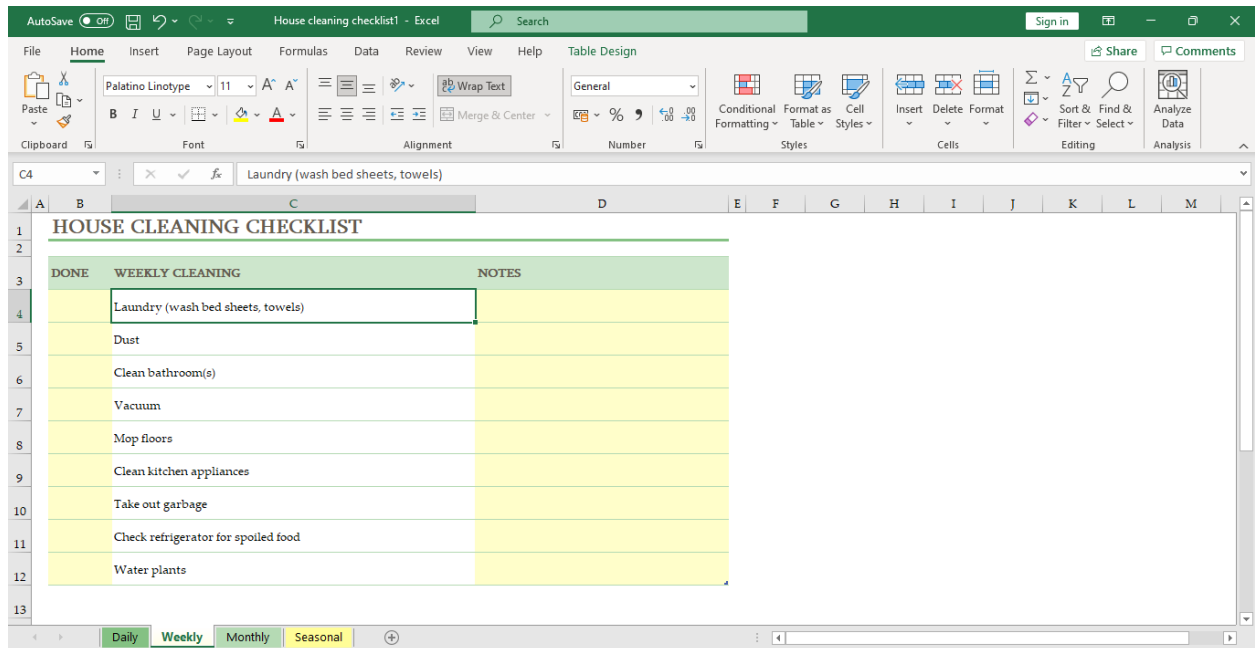 AutoSave Off House cleaning checklist1 - Excel Search Sign in
File Home Insert Page Layout Formulas Data Review View Help Table Design Share Comments
Paste Palatino Linotype 11 A^ A˅ ab Wrap Text General Conditional Formatting Format as Table Cell Styles Insert Delete Format Sort & Filter Find & Select Analyze Data
B I U A Merge & Center % 9
Clipboard Font Alignment Number Styles Cells Editing Analysis
C4 fx Laundry (wash bed sheets, towels)
A B C D E F G H I J K L M
1 HOUSE CLEANING CHECKLIST
2
3 DONE WEEKLY CLEANING NOTES
4 Laundry (wash bed sheets, towels)
5 Dust
6 Clean bathroom(s)
7 Vacuum
8 Mop floors
9 Clean kitchen appliances
10 Take out garbage
11 Check refrigerator for spoiled food
12 Water plants
13
Daily Weekly Monthly Seasonal